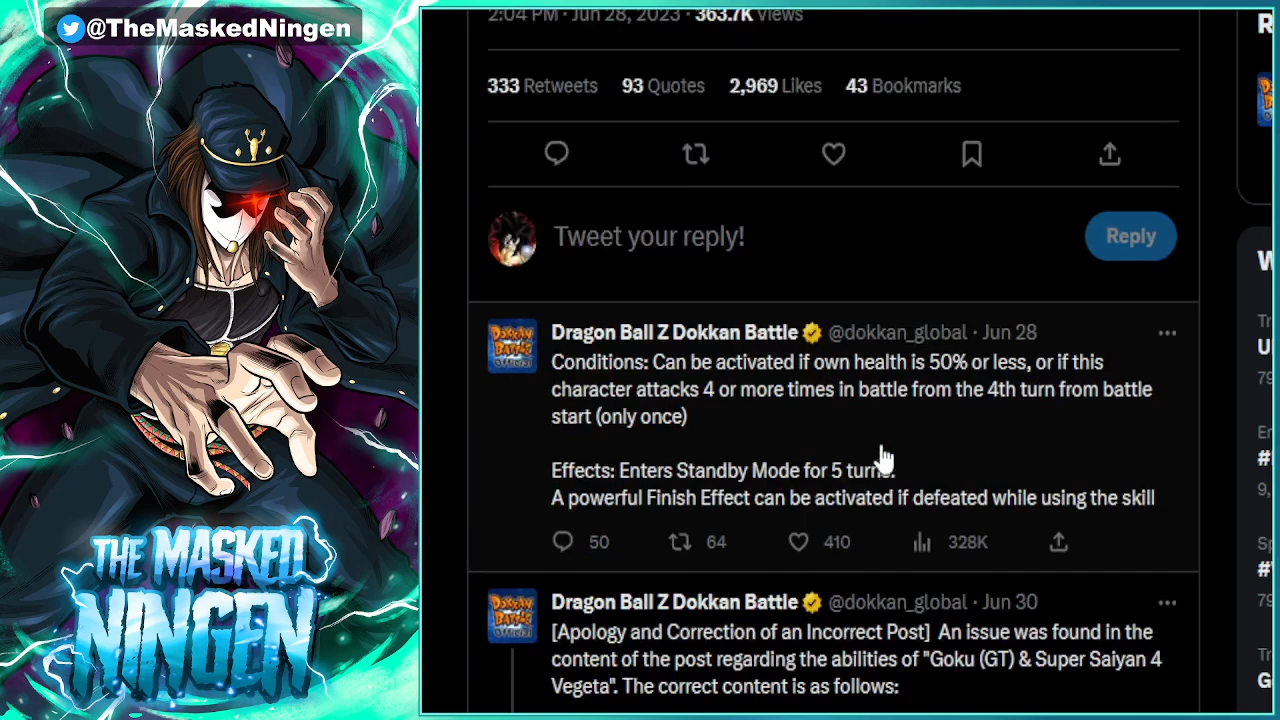 @TheMaskedNingen
2:04 PM · Jun 28, 2023 · 363.7K Views
333 Retweets 93 Quotes 2,969 Likes 43 Bookmarks
Tweet your reply!
Reply
Dragon Ball Z Dokkan Battle @dokkan_global · Jun 28
Conditions: Can be activated if own health is 50% or less, or if this
character attacks 4 or more times in battle from the 4th turn from battle
start (only once)
Effects: Enters Standby Mode for 5 turns.
A powerful Finish Effect can be activated if defeated while using the skill
50 64 410 328K
Dragon Ball Z Dokkan Battle @dokkan_global · Jun 30
[Apology and Correction of an Incorrect Post] An issue was found in the
content of the post regarding the abilities of "Goku (GT) & Super Saiyan 4
Vegeta". The correct content is as follows:
DOKKAN
BATTLE
THE MASKED
NINGEN